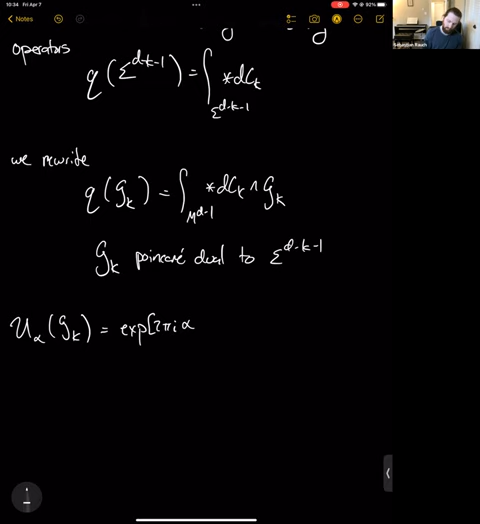 10:34 Fri Apr 7
92%
Notes
Sebastian Rauch
operators
q(Σ^{d-k-1}) = ∫_{Σ^{d-k-1}} *dC_k
we rewrite
q(g_k) = ∫_{M^{d-1}} *dC_k ∧ g_k
g_k poincaré dual to Σ^{d-k-1}
U_α(g_k) = exp[2πiα